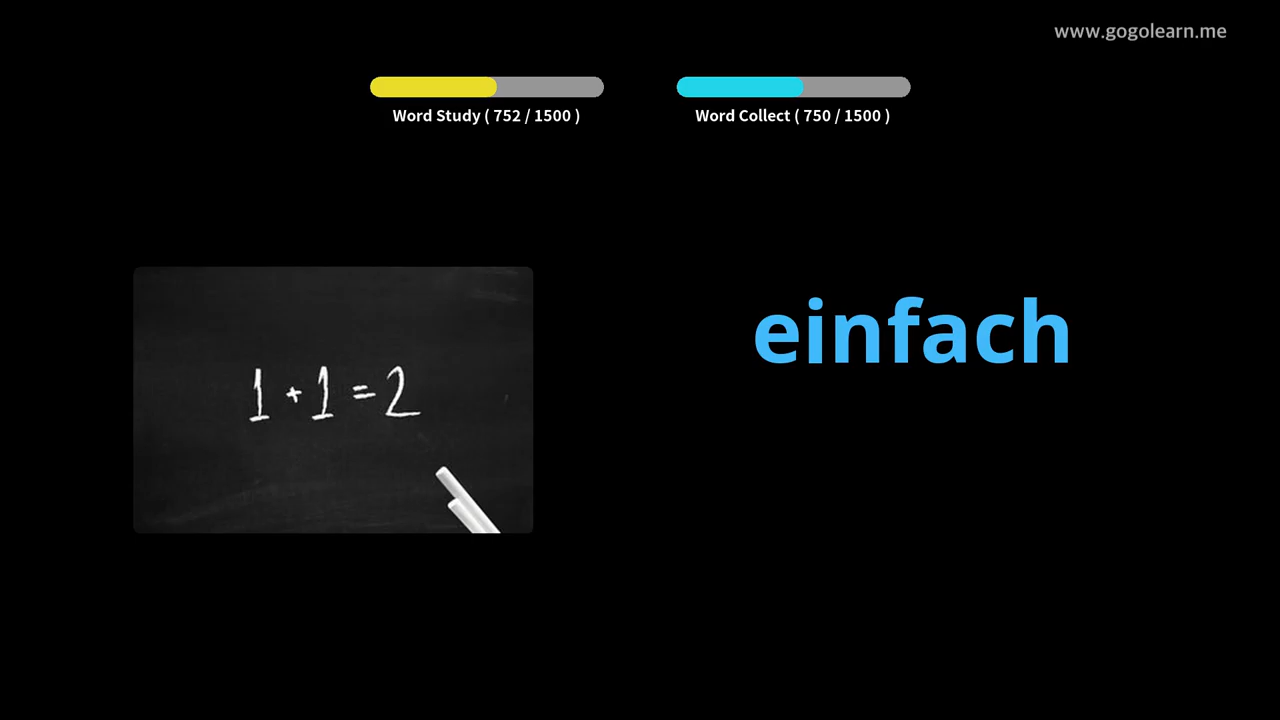 www.gogolearn.me
Word Study ( 752 / 1500 )
Word Collect ( 750 / 1500 )
einfach
1 + 1 = 2